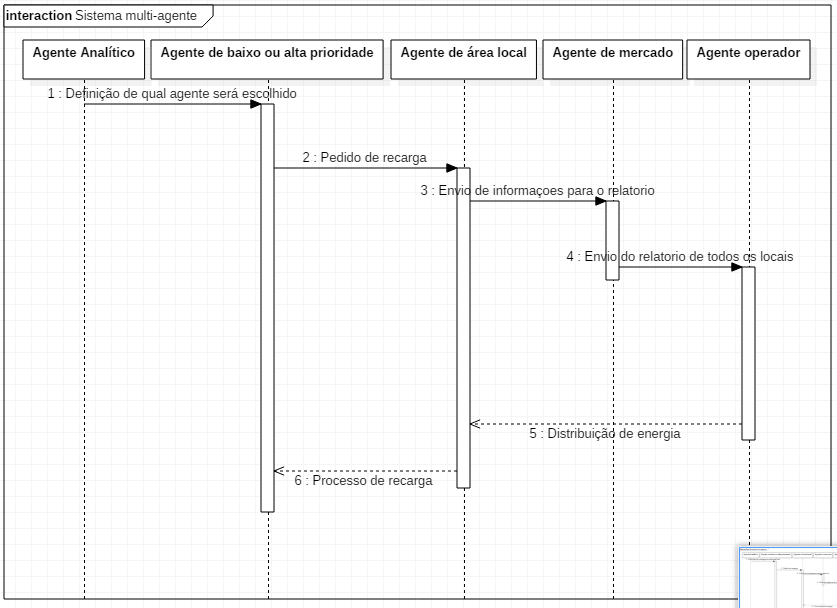 interaction Sistema multi-agente
Agente Analítico
Agente de baixo ou alta prioridade
Agente de área local
Agente de mercado
Agente operador
1 : Definição de qual agente será escolhido
2 : Pedido de recarga
3 : Envio de informaçoes para o relatorio
4 : Envio do relatorio de todos os locais
5 : Distribuição de energia
6 : Processo de recarga